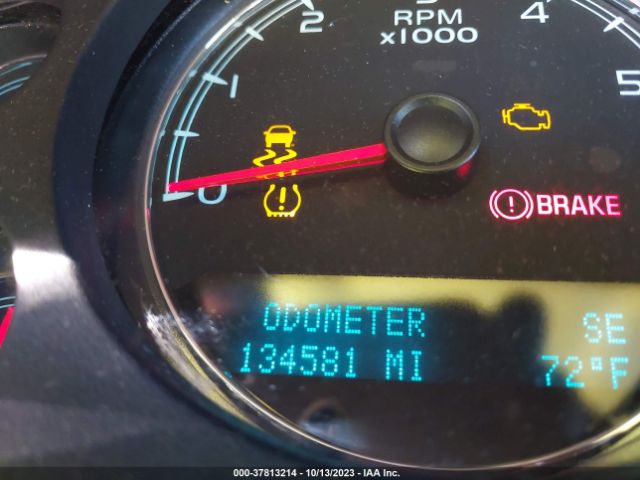 0
1
2
3
4
5
RPM
x1000
BRAKE
ODOMETER
SE
134581 MI
72°F
000-37813214 - 10/13/2023 - IAA Inc.